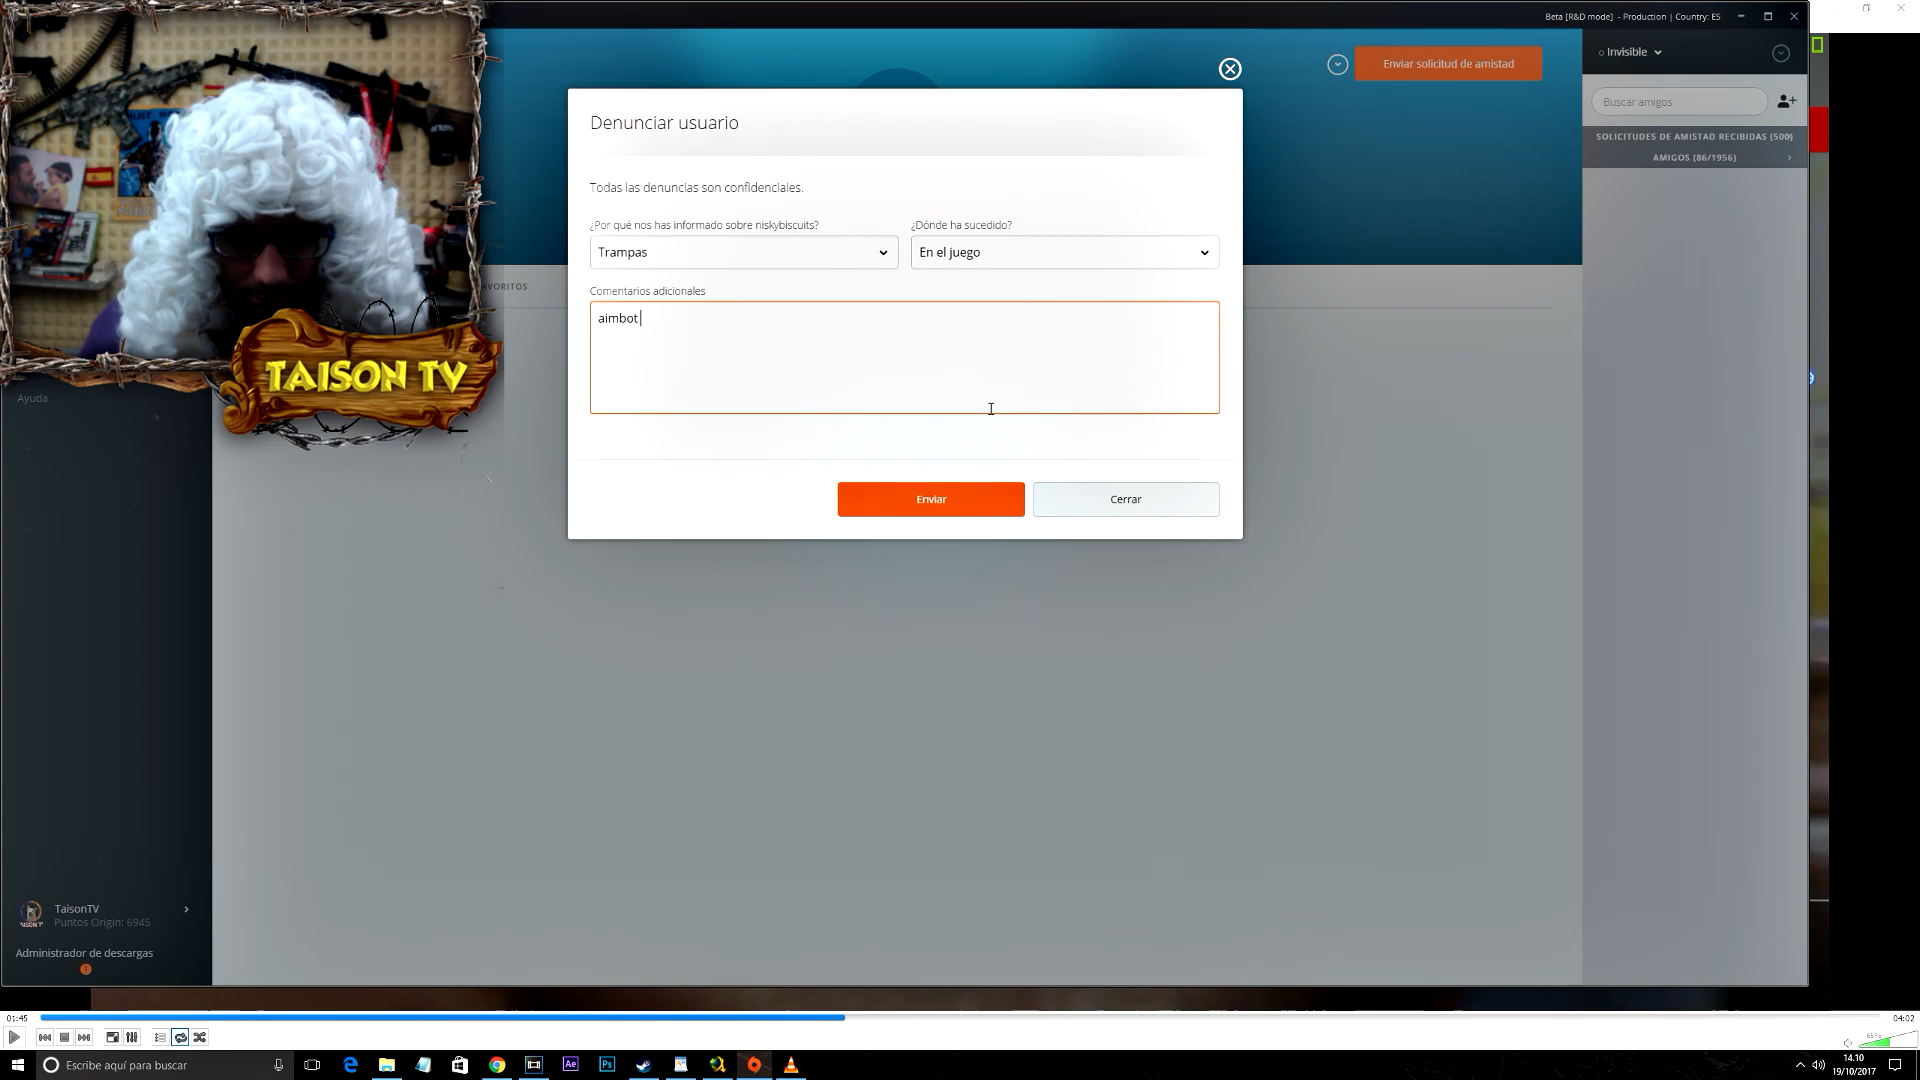 Beta [R&D mode] - Production | Country: ES
Invisible
Enviar solicitud de amistad
Buscar amigos
SOLICITUDES DE AMISTAD RECIBIDAS (500)
AMIGOS (86/1956)
Denunciar usuario
Todas las denuncias son confidenciales.
¿Por qué nos has informado sobre niskybiscuits?
¿Dónde ha sucedido?
Trampas
En el juego
Comentarios adicionales
aimbot
Enviar
Cerrar
TAISON TV
Ayuda
TaisonTV
Puntos Origin: 6945
Administrador de descargas
01:45
04:02
65%
Escribe aquí para buscar
Ae
Ps
14.10
19/10/2017